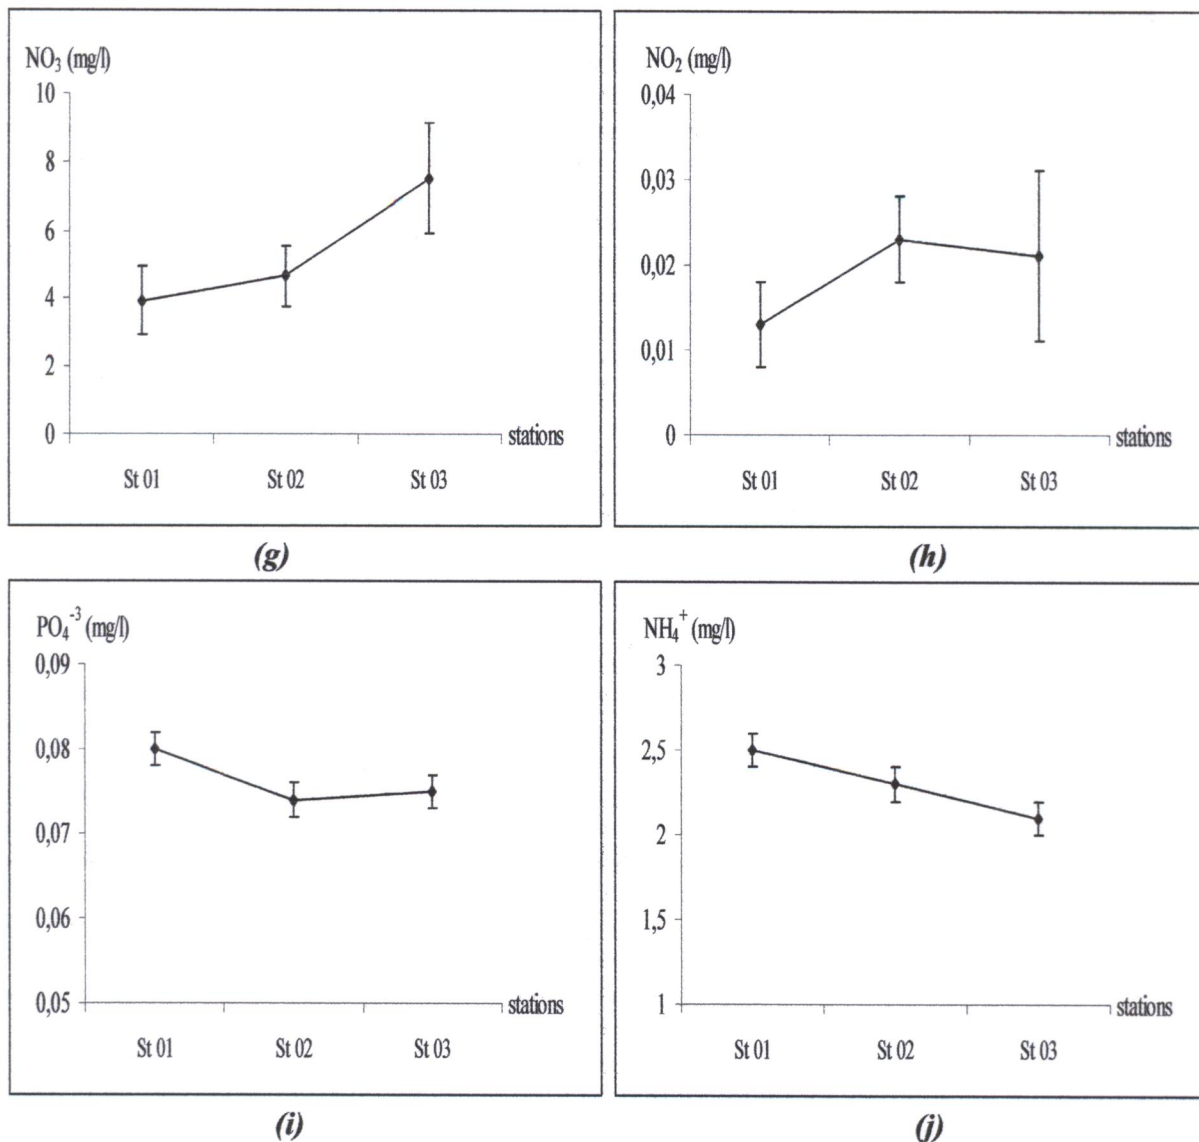 NO₃ (mg/l)
10
8
6
4
2
0
stations
St 01 St 02 St 03
(g)
NO₂ (mg/l)
0,04
0,03
0,02
0,01
0
stations
St 01 St 02 St 03
(h)
PO₄⁻³ (mg/l)
0,09
0,08
0,07
0,06
0,05
stations
St 01 St 02 St 03
(i)
NH₄⁺ (mg/l)
3
2,5
2
1,5
1
stations
St 01 St 02 St 03
(j)